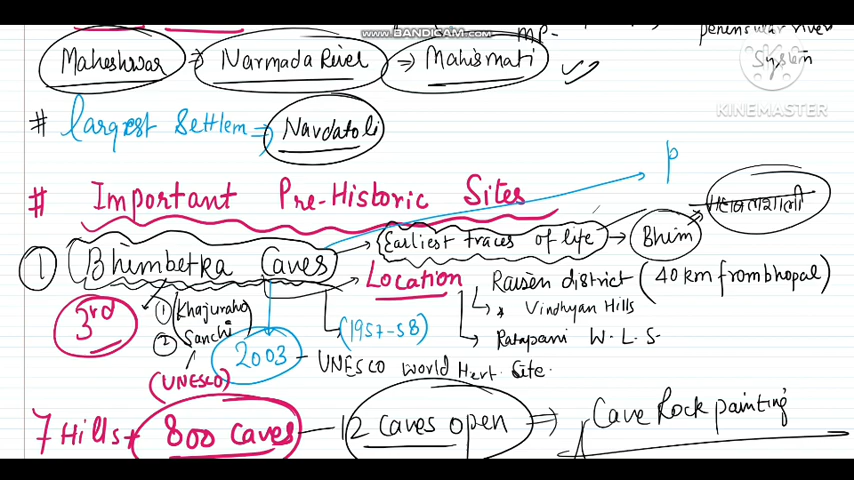 WWW.BANDICAM.COM
MP-
peninsular river
System
Maheshwar ⇒ Narmada River ⇒ Mahismati
KINEMASTER
# largest Settlem ⇒ Navdatoli
P
# Important Pre-Historic Sites
① Bhimbetka Caves → Earliest traces of life → Bhim →
Location Raisen district (40 km from bhopal)
Vindhyan Hills
3rd ① Khajuraho
② Sanchi
(1957-58)
Ratapani W. L. S.
2003 - UNESCO world Hert. Site.
(UNESCO)
7 Hills + 800 caves - 12 caves open ⇒ Cave Rock painting